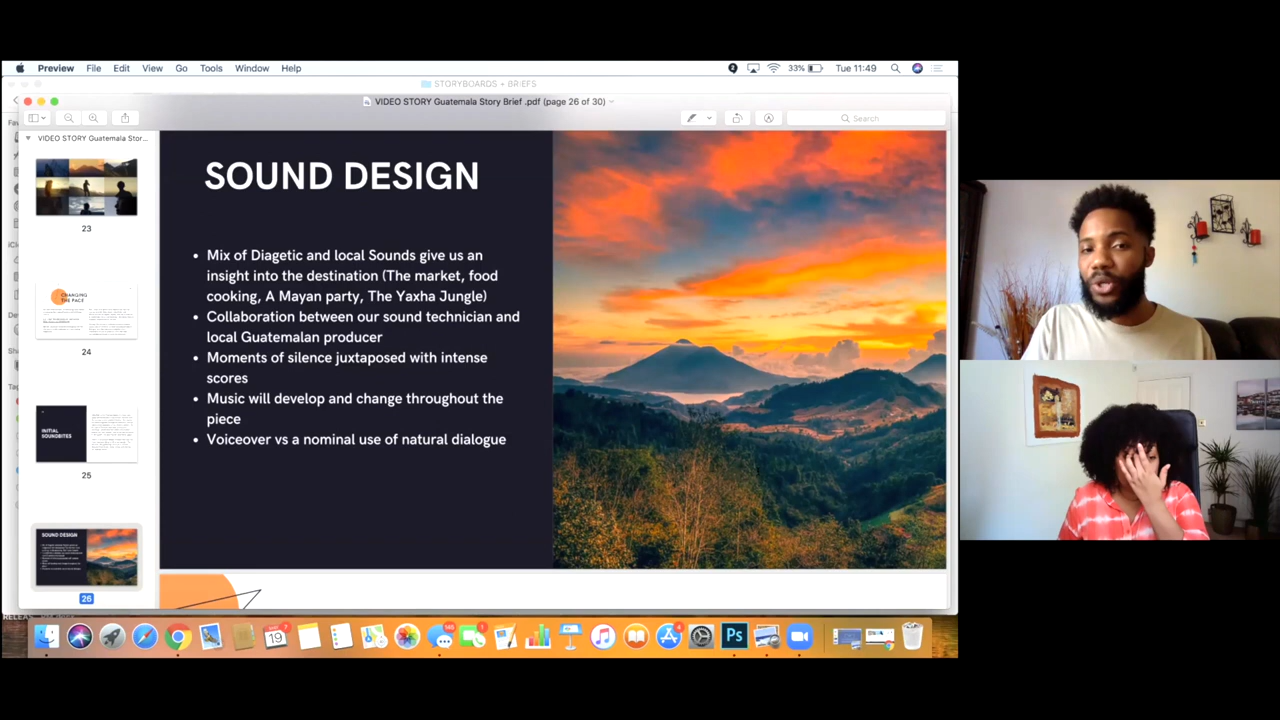 Preview File Edit View Go Tools Window Help
33% Tue 11:49
STORYBOARDS + BRIEFS
VIDEO STORY Guatemala Story Brief .pdf (page 26 of 30)
Search
VIDEO STORY Guatemala Stor...
23
CHANGING
THE PACE
24
INITIAL
SOUNDBITES
25
SOUND DESIGN
26
SOUND DESIGN
• Mix of Diagetic and local Sounds give us an
insight into the destination (The market, food
cooking, A Mayan party, The Yaxha Jungle)
• Collaboration between our sound technician and
local Guatemalan producer
• Moments of silence juxtaposed with intense
scores
• Music will develop and change throughout the
piece
• Voiceover vs a nominal use of natural dialogue
19
Ps